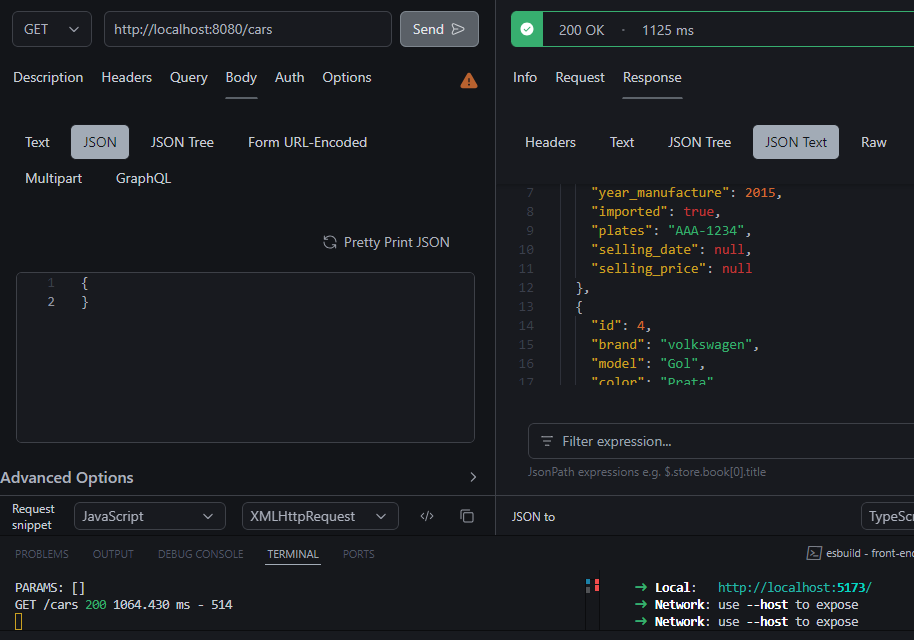 GET
http://localhost:8080/cars
Send
Description Headers Query Body Auth Options
Text JSON JSON Tree Form URL-Encoded
Multipart GraphQL
Pretty Print JSON
1 {
2 }
Advanced Options
Request snippet JavaScript XMLHttpRequest </>
200 OK · 1125 ms
Info Request Response
Headers Text JSON Tree JSON Text Raw
7 "year_manufacture": 2015,
8 "imported": true,
9 "plates": "AAA-1234",
10 "selling_date": null,
11 "selling_price": null
12 },
13 {
14 "id": 4,
15 "brand": "volkswagen",
16 "model": "Gol",
17 "color": "Prata"
Filter expression...
JsonPath expressions e.g. $.store.book[0].title
JSON to TypeScr
PROBLEMS OUTPUT DEBUG CONSOLE TERMINAL PORTS
esbuild - front-end
PARAMS: []
GET /cars 200 1064.430 ms - 514
➜ Local: http://localhost:5173/
➜ Network: use --host to expose
➜ Network: use --host to expose